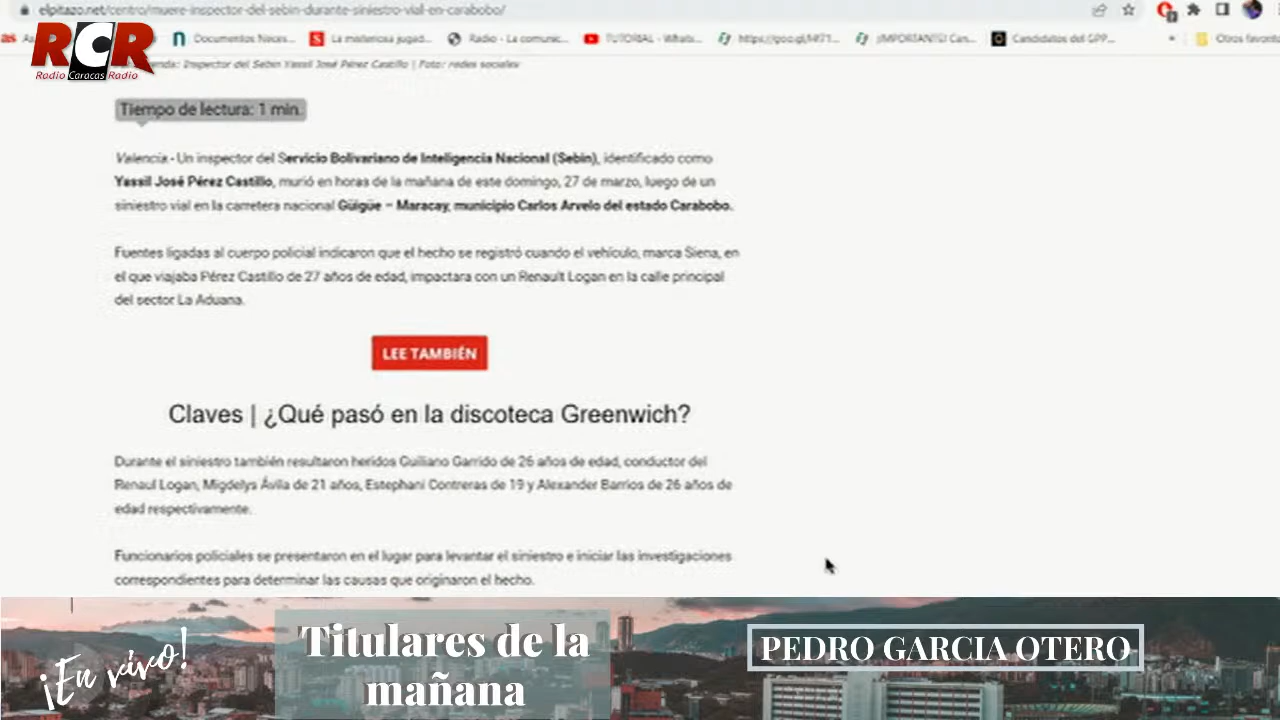 elpitazo.net/centro/muere-inspector-del-sebin-durante-siniestro-vial-en-carabobo/
RCR
Radio Caracas Radio
Documentos Neces...
La misteriosa jugad...
Radio - La comunic...
TUTORIAL - Whats...
¡IMPORTANTE! Can...
Candidatos del GPP...
Otros favoritos
Inspector del Sebin Yassil José Pérez Castillo | Foto: redes sociales
Tiempo de lectura: 1 min.
Valencia.- Un inspector del Servicio Bolivariano de Inteligencia Nacional (Sebin), identificado como
Yassil José Pérez Castillo, murió en horas de la mañana de este domingo, 27 de marzo, luego de un
siniestro vial en la carretera nacional Güigüe – Maracay, municipio Carlos Arvelo del estado Carabobo.
Fuentes ligadas al cuerpo policial indicaron que el hecho se registró cuando el vehículo, marca Siena, en
el que viajaba Pérez Castillo de 27 años de edad, impactara con un Renault Logan en la calle principal
del sector La Aduana.
LEE TAMBIÉN
Claves | ¿Qué pasó en la discoteca Greenwich?
Durante el siniestro también resultaron heridos Guiliano Garrido de 26 años de edad, conductor del
Renaul Logan, Migdelys Ávila de 21 años, Estephani Contreras de 19 y Alexander Barrios de 26 años de
edad respectivamente.
Funcionarios policiales se presentaron en el lugar para levantar el siniestro e iniciar las investigaciones
correspondientes para determinar las causas que originaron el hecho.
¡En vivo!
Titulares de la
mañana
PEDRO GARCIA OTERO